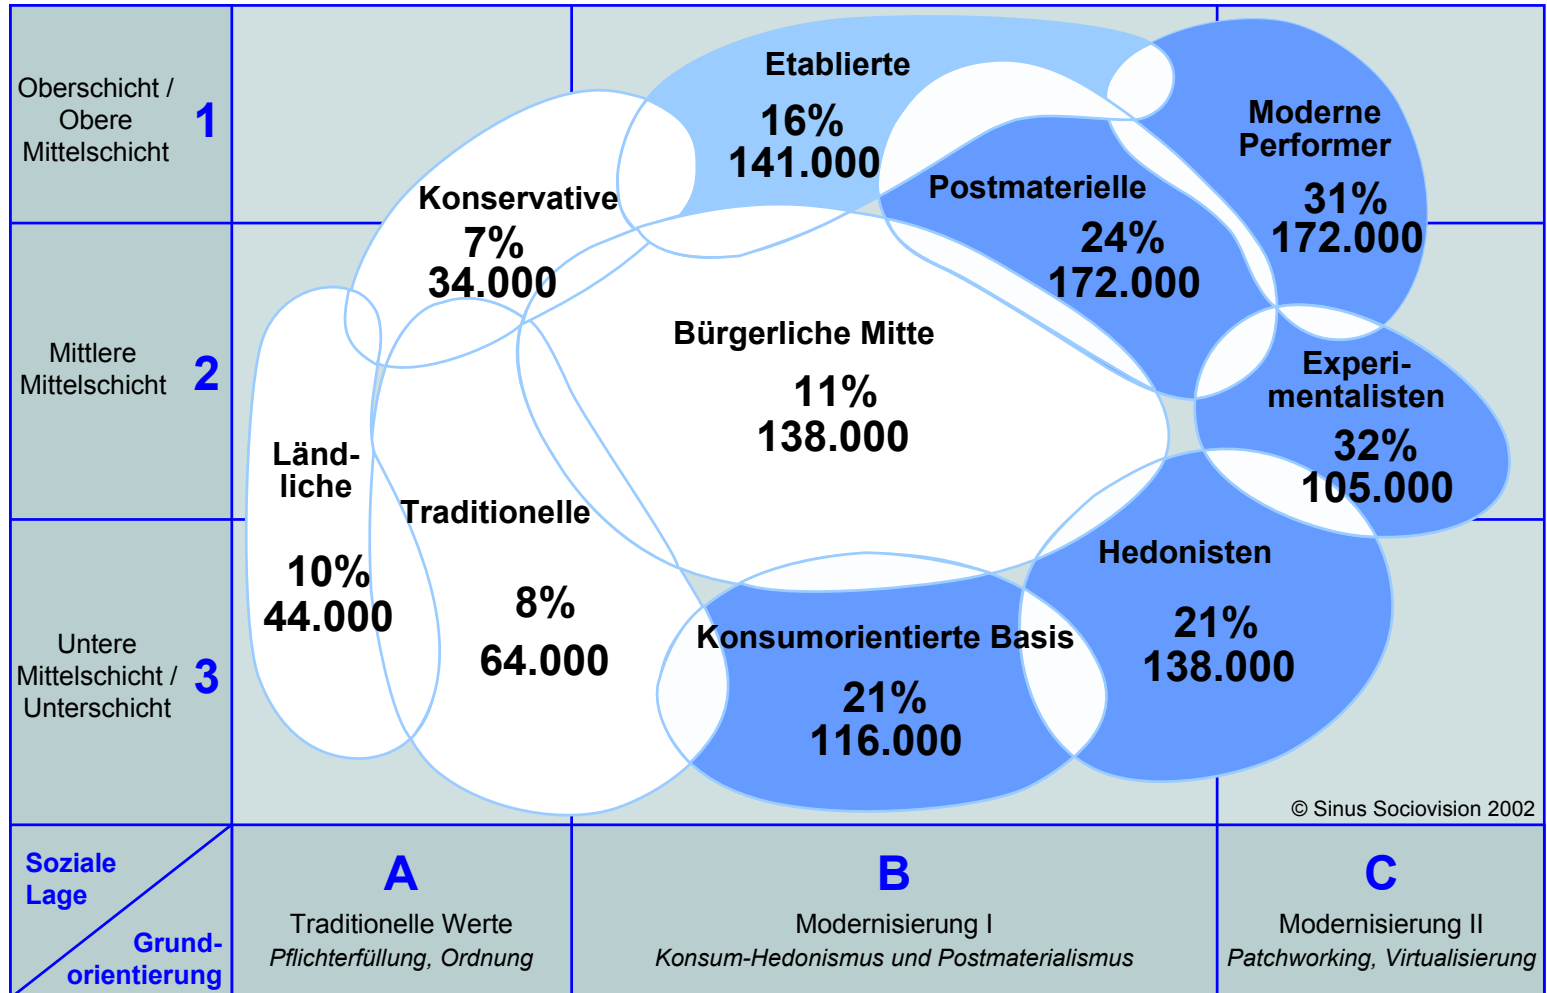 Oberschicht /
Obere
Mittelschicht
1
Etablierte
16%
141.000
Moderne
Performer
31%
172.000
Konservative
7%
34.000
Postmaterielle
24%
172.000
Mittlere
Mittelschicht
2
Bürgerliche Mitte
11%
138.000
Experi-
mentalisten
32%
105.000
Länd-
liche
10%
44.000
Traditionelle
8%
64.000
Hedonisten
21%
138.000
Untere
Mittelschicht /
Unterschicht
3
Konsumorientierte Basis
21%
116.000
© Sinus Sociovision 2002
Soziale
Lage
Grund-
orientierung
A
Traditionelle Werte
Pflichterfüllung, Ordnung
B
Modernisierung I
Konsum-Hedonismus und Postmaterialismus
C
Modernisierung II
Patchworking, Virtualisierung